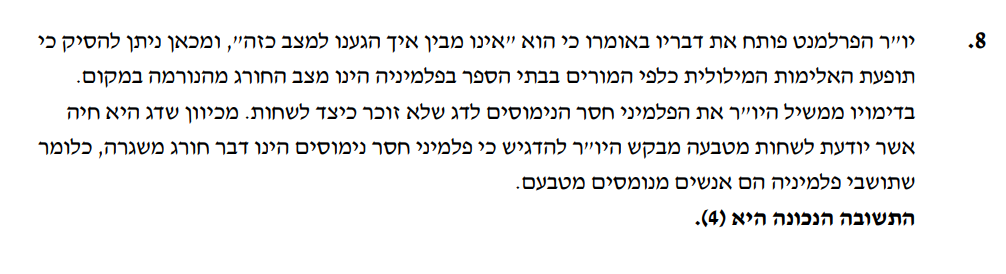 8. יו"ר הפרלמנט פותח את דבריו באומרו כי הוא "אינו מבין איך הגענו למצב כזה", ומכאן ניתן להסיק כי
תופעת האלימות המילולית כלפי המורים בבתי הספר בפלמיניה הינו מצב החורג מהנורמה במקום.
בדימויו ממשיל היו"ר את הפלמיני חסר הנימוסים לדג שלא זוכר כיצד לשחות. מכיוון שדג היא חיה
אשר יודעת לשחות מטבעה מבקש היו"ר להדגיש כי פלמיני חסר נימוסים הינו דבר חורג משגרה, כלומר
שתושבי פלמיניה הם אנשים מנומסים מטבעם.
התשובה הנכונה היא (4).